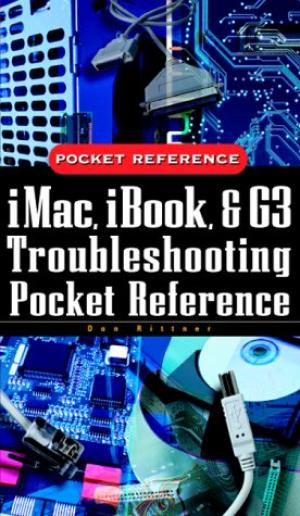 POCKET REFERENCE
iMac, iBook, & G3
Troubleshooting
Pocket Reference
Don Rittner